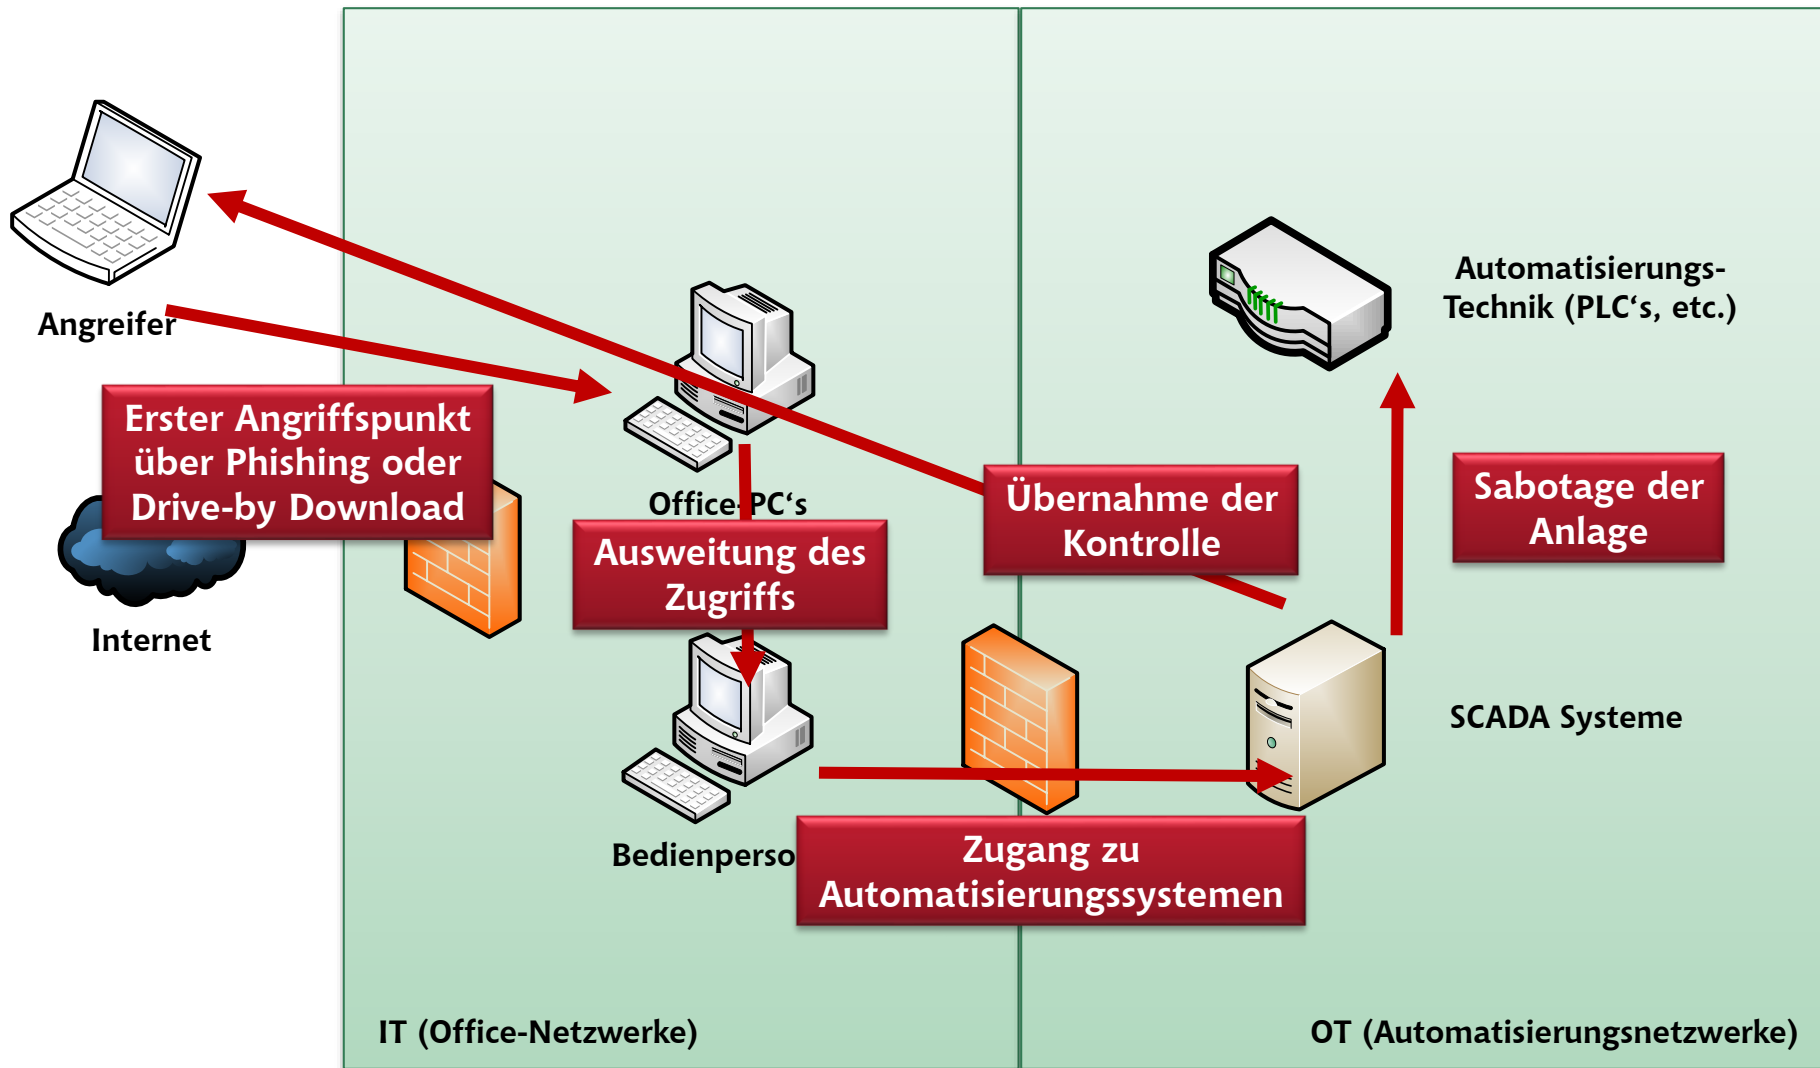 Angreifer
Erster Angriffspunkt
über Phishing oder
Drive-by Download
Internet
Office-PC‘s
Ausweitung des
Zugriffs
Bedienperso
Übernahme der
Kontrolle
Zugang zu
Automatisierungssystemen
Automatisierungs-
Technik (PLC‘s, etc.)
Sabotage der
Anlage
SCADA Systeme
IT (Office-Netzwerke)
OT (Automatisierungsnetzwerke)